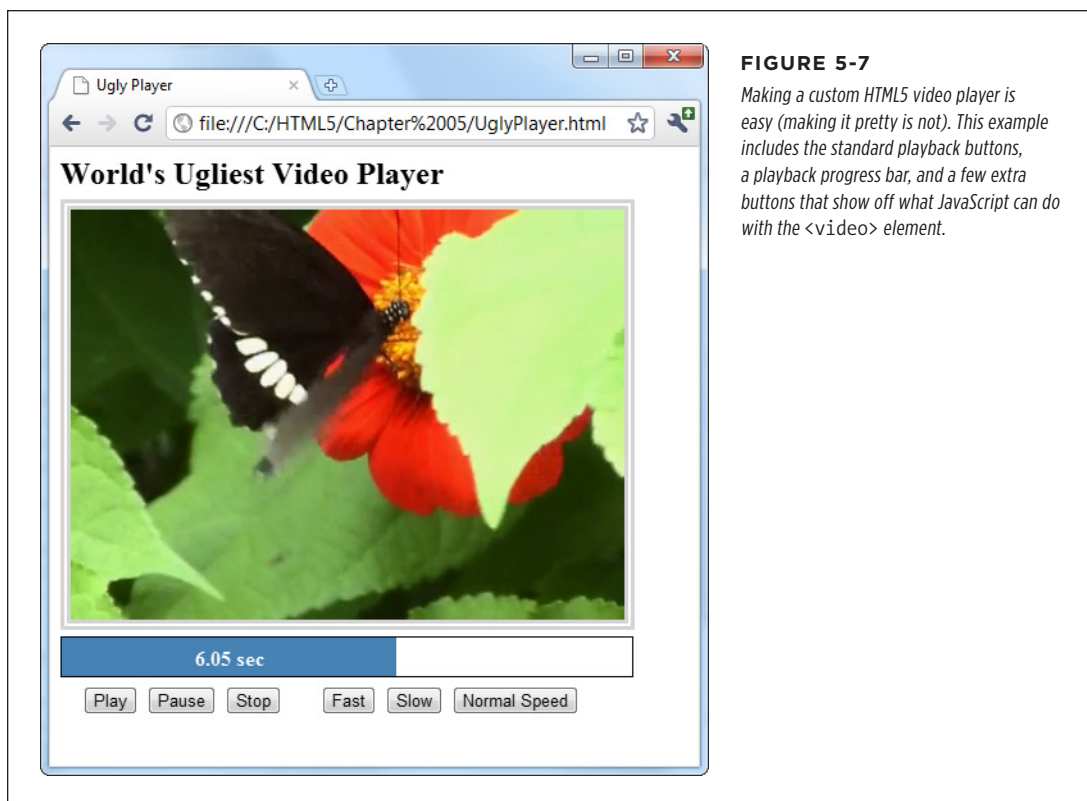 Ugly Player
file:///C:/HTML5/Chapter%2005/UglyPlayer.html
World's Ugliest Video Player
6.05 sec
Play Pause Stop Fast Slow Normal Speed
FIGURE 5-7
Making a custom HTML5 video player is
easy (making it pretty is not). This example
includes the standard playback buttons,
a playback progress bar, and a few extra
buttons that show off what JavaScript can do
with the <video> element.